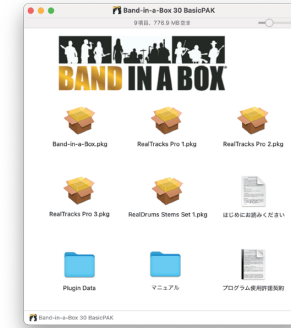 Band-in-a-Box 30 BasicPAK
9項目、776.9 MB空き
BAND IN A BOX
Band-in-a-Box.pkg
RealTracks Pro 1.pkg
RealTracks Pro 2.pkg
RealTracks Pro 3.pkg
RealDrums Stems Set 1.pkg
はじめにお読みください
Plugin Data
マニュアル
プログラム使用許諾契約
Band-in-a-Box 30 BasicPAK